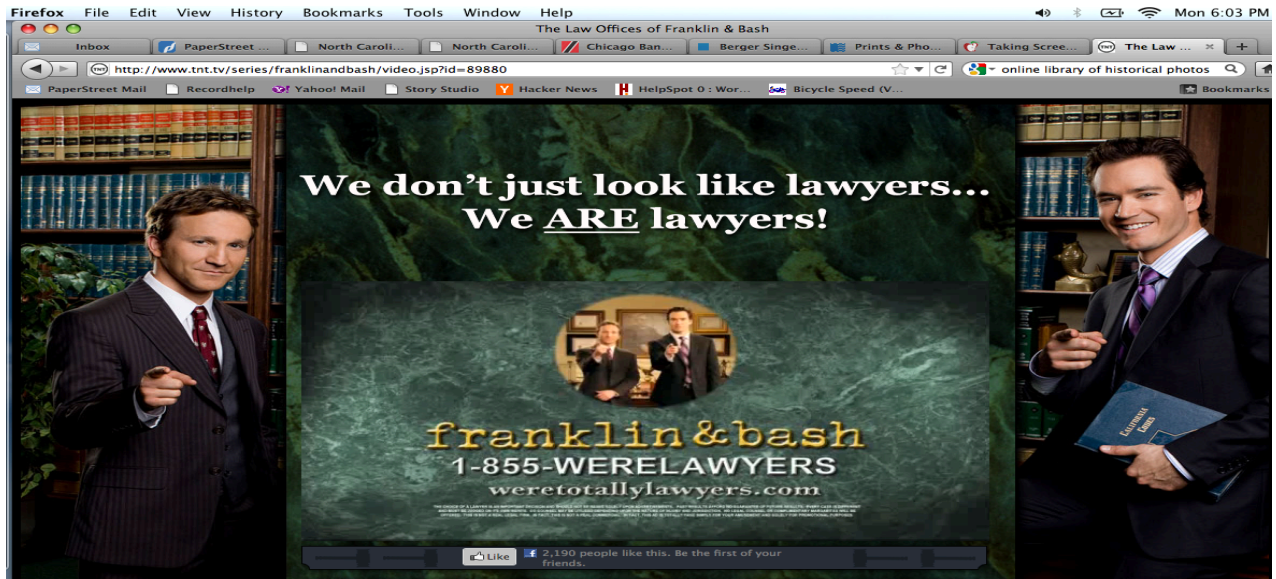 Firefox File Edit View History Bookmarks Tools Window Help Mon 6:03 PM
The Law Offices of Franklin & Bash
Inbox PaperStreet ... North Caroli... North Caroli... Chicago Ban... Berger Singe... Prints & Pho... Taking Scree... The Law ...
http://www.tnt.tv/series/franklinandbash/video.jsp?id=89880 online library of historical photos
PaperStreet Mail Recordhelp Yahoo! Mail Story Studio Hacker News HelpSpot 0 : Wor... Bicycle Speed (V... Bookmarks
We don't just look like lawyers...
We ARE lawyers!
CALIFORNIA
CODES
franklin&bash
1-855-WERELAWYERS
weretotallylawyers.com
Like 2,190 people like this. Be the first of your
friends.